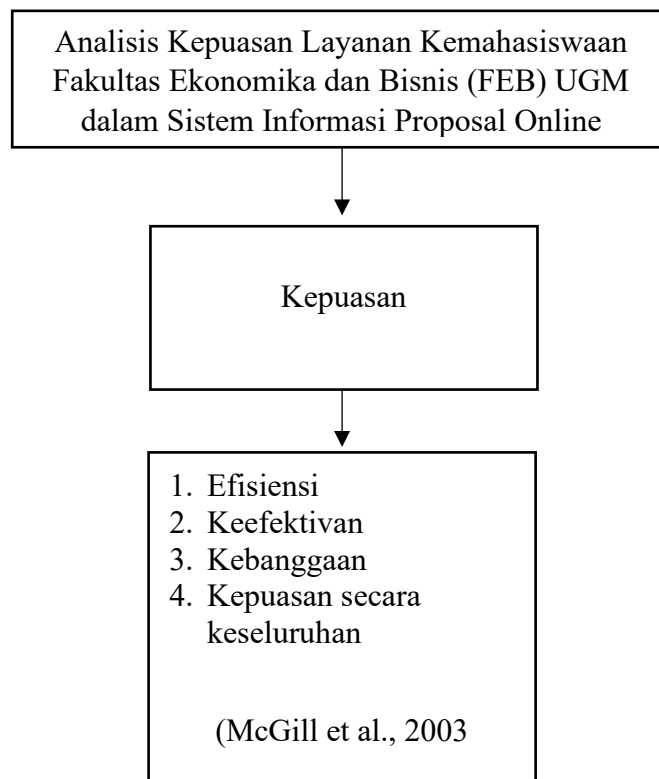 Analisis Kepuasan Layanan Kemahasiswaan
Fakultas Ekonomika dan Bisnis (FEB) UGM
dalam Sistem Informasi Proposal Online
Kepuasan
1. Efisiensi
2. Keefektivan
3. Kebanggaan
4. Kepuasan secara
keseluruhan
(McGill et al., 2003